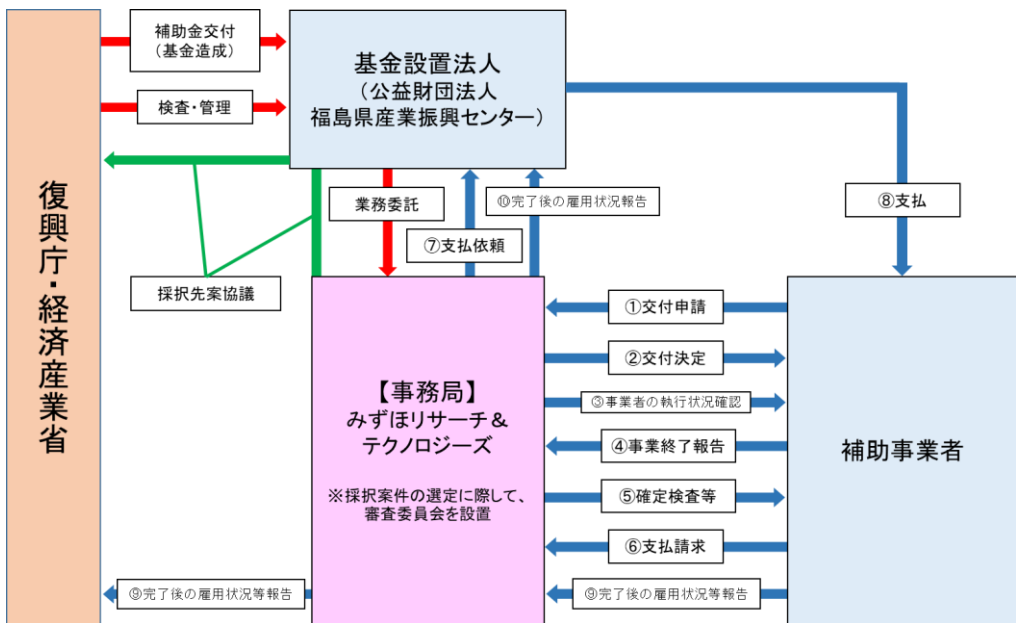 補助金交付
（基金造成）
検査・管理
基金設置法人
（公益財団法人
福島県産業振興センター）
復興庁・経済産業省
採択先案協議
業務委託
⑦支払依頼
⑩完了後の雇用状況報告
⑧支払
【事務局】
みずほリサーチ＆
テクノロジーズ
※採択案件の選定に際して、
審査委員会を設置
①交付申請
②交付決定
③事業者の執行状況確認
④事業終了報告
⑤確定検査等
⑥支払請求
⑨完了後の雇用状況等報告
補助事業者
⑨完了後の雇用状況等報告